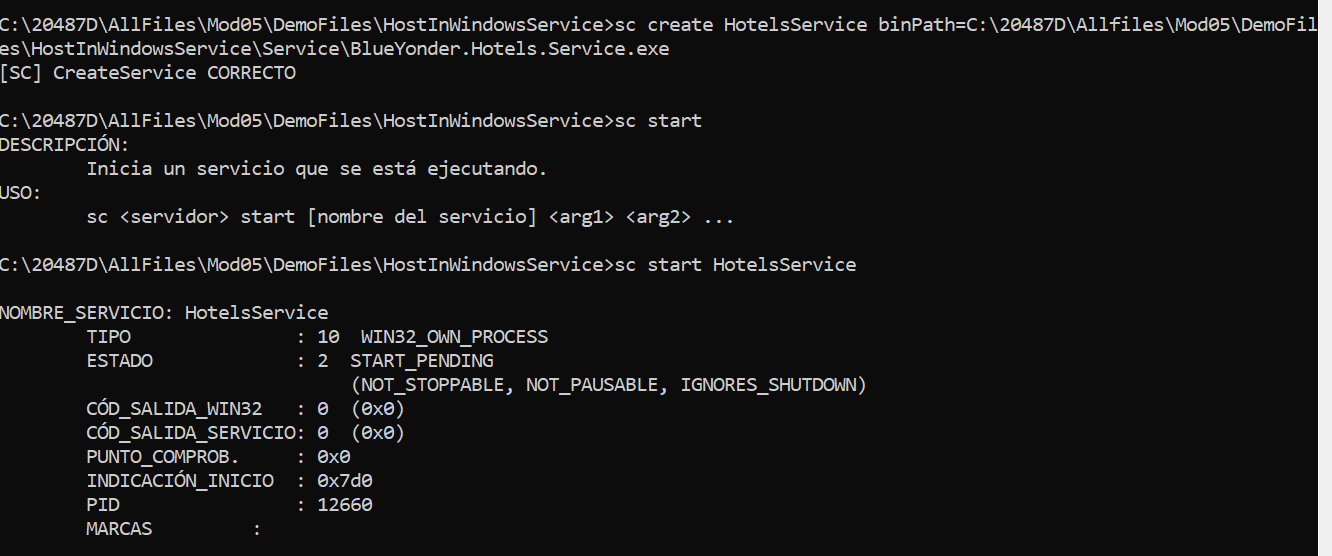 C:\20487D\AllFiles\Mod05\DemoFiles\HostInWindowsService>sc create HotelsService binPath=C:\20487D\Allfiles\Mod05\DemoFil
es\HostInWindowsService\Service\BlueYonder.Hotels.Service.exe
[SC] CreateService CORRECTO
C:\20487D\AllFiles\Mod05\DemoFiles\HostInWindowsService>sc start
DESCRIPCIÓN:
        Inicia un servicio que se está ejecutando.
USO:
        sc <servidor> start [nombre del servicio] <arg1> <arg2> ...
C:\20487D\AllFiles\Mod05\DemoFiles\HostInWindowsService>sc start HotelsService
NOMBRE_SERVICIO: HotelsService
        TIPO               : 10  WIN32_OWN_PROCESS
        ESTADO             : 2  START_PENDING
                                (NOT_STOPPABLE, NOT_PAUSABLE, IGNORES_SHUTDOWN)
        CÓD_SALIDA_WIN32   : 0  (0x0)
        CÓD_SALIDA_SERVICIO: 0  (0x0)
        PUNTO_COMPROB.     : 0x0
        INDICACIÓN_INICIO  : 0x7d0
        PID                : 12660
        MARCAS         :